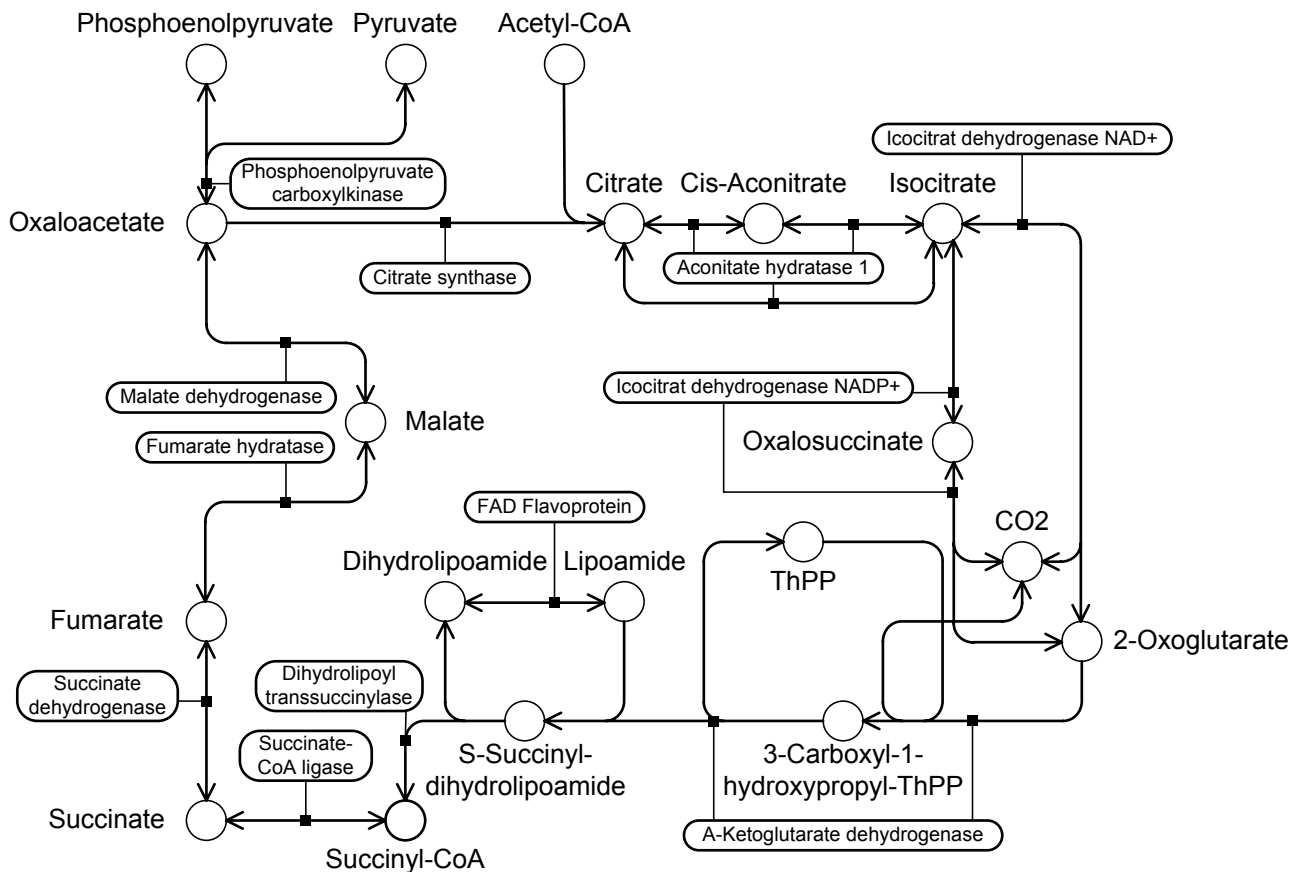 Phosphoenolpyruvate
Pyruvate
Acetyl-CoA
Icocitrat dehydrogenase NAD+
Phosphoenolpyruvate
carboxylkinase
Citrate
Cis-Aconitrate
Isocitrate
Oxaloacetate
Citrate synthase
Aconitate hydratase 1
Malate dehydrogenase
Icocitrat dehydrogenase NADP+
Malate
Fumarate hydratase
Oxalosuccinate
FAD Flavoprotein
CO2
Dihydrolipoamide
Lipoamide
ThPP
Fumarate
2-Oxoglutarate
Succinate
dehydrogenase
Dihydrolipoyl
transsuccinylase
Succinate-
CoA ligase
S-Succinyl-
dihydrolipoamide
3-Carboxyl-1-
hydroxypropyl-ThPP
Succinate
A-Ketoglutarate dehydrogenase
Succinyl-CoA